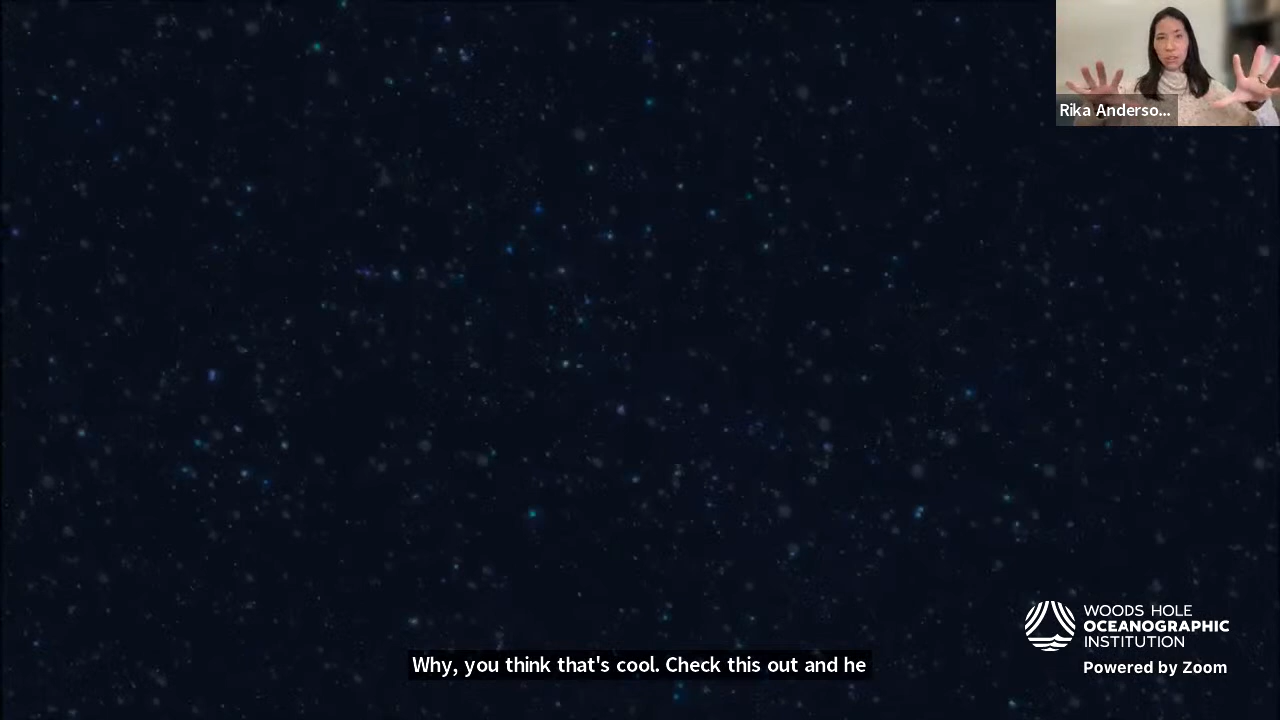 Rika Anderso...
WOODS HOLE
OCEANOGRAPHIC
INSTITUTION
Powered by Zoom
Why, you think that's cool. Check this out and he